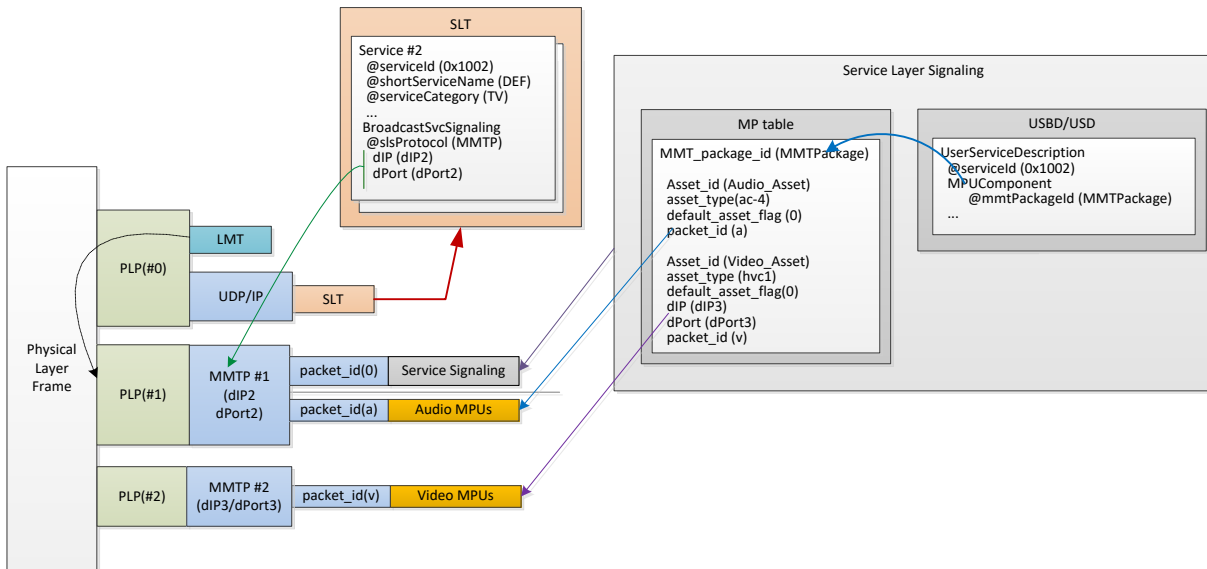 SLT
Service #2
@serviceId (0x1002)
@shortServiceName (DEF)
@serviceCategory (TV)
...
BroadcastSvcSignaling
@slsProtocol (MMTP)
dIP (dIP2)
dPort (dPort2)
Service Layer Signaling
MP table
MMT_package_id (MMTPackage)
Asset_id (Audio_Asset)
asset_type(ac-4)
default_asset_flag (0)
packet_id (a)
Asset_id (Video_Asset)
asset_type (hvc1)
default_asset_flag(0)
dIP (dIP3)
dPort (dPort3)
packet_id (v)
USBD/USD
UserServiceDescription
@serviceId (0x1002)
MPUComponent
@mmtPackageId (MMTPackage)
...
Physical
Layer
Frame
PLP(#0)
LMT
UDP/IP
SLT
PLP(#1)
MMTP #1
(dIP2
dPort2)
packet_id(0)
Service Signaling
packet_id(a)
Audio MPUs
PLP(#2)
MMTP #2
(dIP3/dPort3)
packet_id(v)
Video MPUs